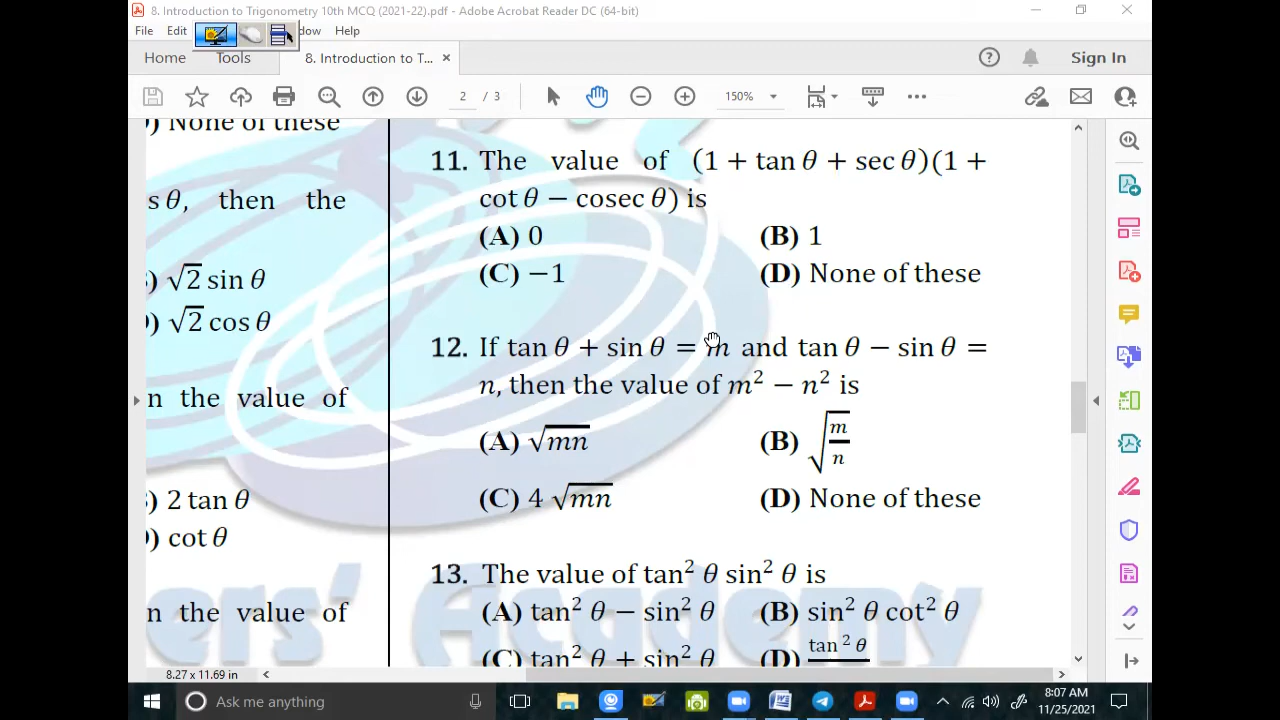 8. Introduction to Trigonometry 10th MCQ (2021-22).pdf - Adobe Acrobat Reader DC (64-bit)
File Edit dow Help
Home Tools 8. Introduction to T... × Sign In
2 / 3 150%
) None of these
s θ, then the
) √2 sin θ
) √2 cos θ
n the value of
) 2 tan θ
) cot θ
n the value of
11. The value of (1 + tan θ + sec θ)(1 +
cot θ − cosec θ) is
(A) 0 (B) 1
(C) −1 (D) None of these
12. If tan θ + sin θ = m and tan θ − sin θ =
n, then the value of m² − n² is
(A) √mn (B) √(m/n)
(C) 4 √mn (D) None of these
13. The value of tan² θ sin² θ is
(A) tan² θ − sin² θ (B) sin² θ cot² θ
(C) tan² θ + sin² θ (D) tan² θ
ers' Academy
8.27 x 11.69 in
Ask me anything
8:07 AM
11/25/2021